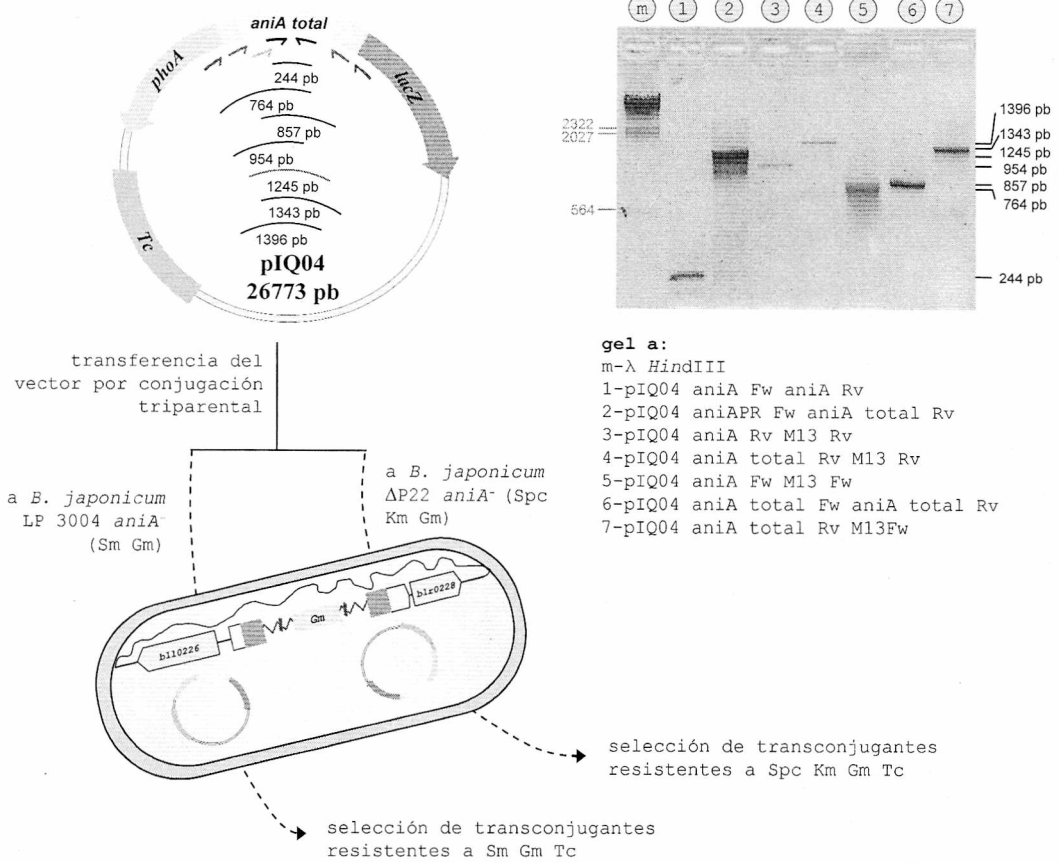 aniA total
phoA
lacZ
Tc
244 pb
764 pb
857 pb
954 pb
1245 pb
1343 pb
1396 pb
pIQ04
26773 pb
m 1 2 3 4 5 6 7
2322
2027
564
1396 pb
1343 pb
1245 pb
954 pb
857 pb
764 pb
244 pb
gel a:
m-λ HindIII
1-pIQ04 aniA Fw aniA Rv
2-pIQ04 aniAPR Fw aniA total Rv
3-pIQ04 aniA Rv M13 Rv
4-pIQ04 aniA total Rv M13 Rv
5-pIQ04 aniA Fw M13 Fw
6-pIQ04 aniA total Fw aniA total Rv
7-pIQ04 aniA total Rv M13Fw
transferencia del
vector por conjugación
triparental
a B. japonicum
LP 3004 aniA-
(Sm Gm)
a B. japonicum
ΔP22 aniA- (Spc
Km Gm)
bll0226
Gm
blr0228
selección de transconjugantes
resistentes a Spc Km Gm Tc
selección de transconjugantes
resistentes a Sm Gm Tc